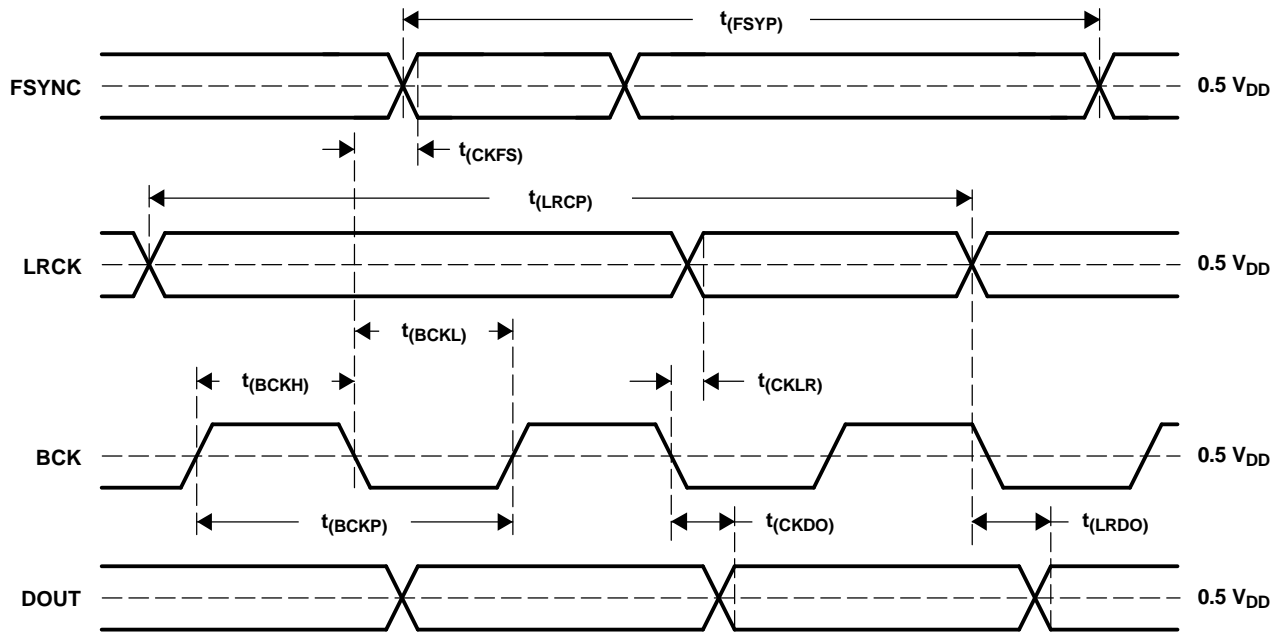 t(FSYP)
FSYNC
0.5 VDD
t(CKFS)
t(LRCP)
LRCK
0.5 VDD
t(BCKL)
t(BCKH)
t(CKLR)
BCK
0.5 VDD
t(BCKP)
t(CKDO)
t(LRDO)
DOUT
0.5 VDD